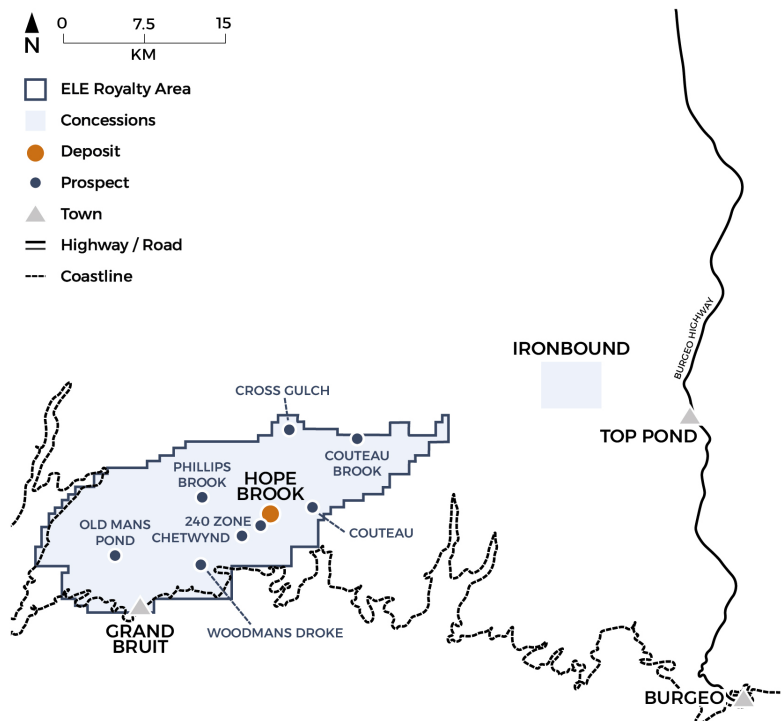 0 7.5 15
N
KM
ELE Royalty Area
Concessions
Deposit
Prospect
Town
Highway / Road
Coastline
BURGEO HIGHWAY
IRONBOUND
CROSS GULCH
TOP POND
COUTEAU
BROOK
PHILLIPS
BROOK
HOPE
BROOK
240 ZONE
OLD MANS
POND
CHETWYND
COUTEAU
GRAND
BRUIT
WOODMANS DROKE
BURGEO